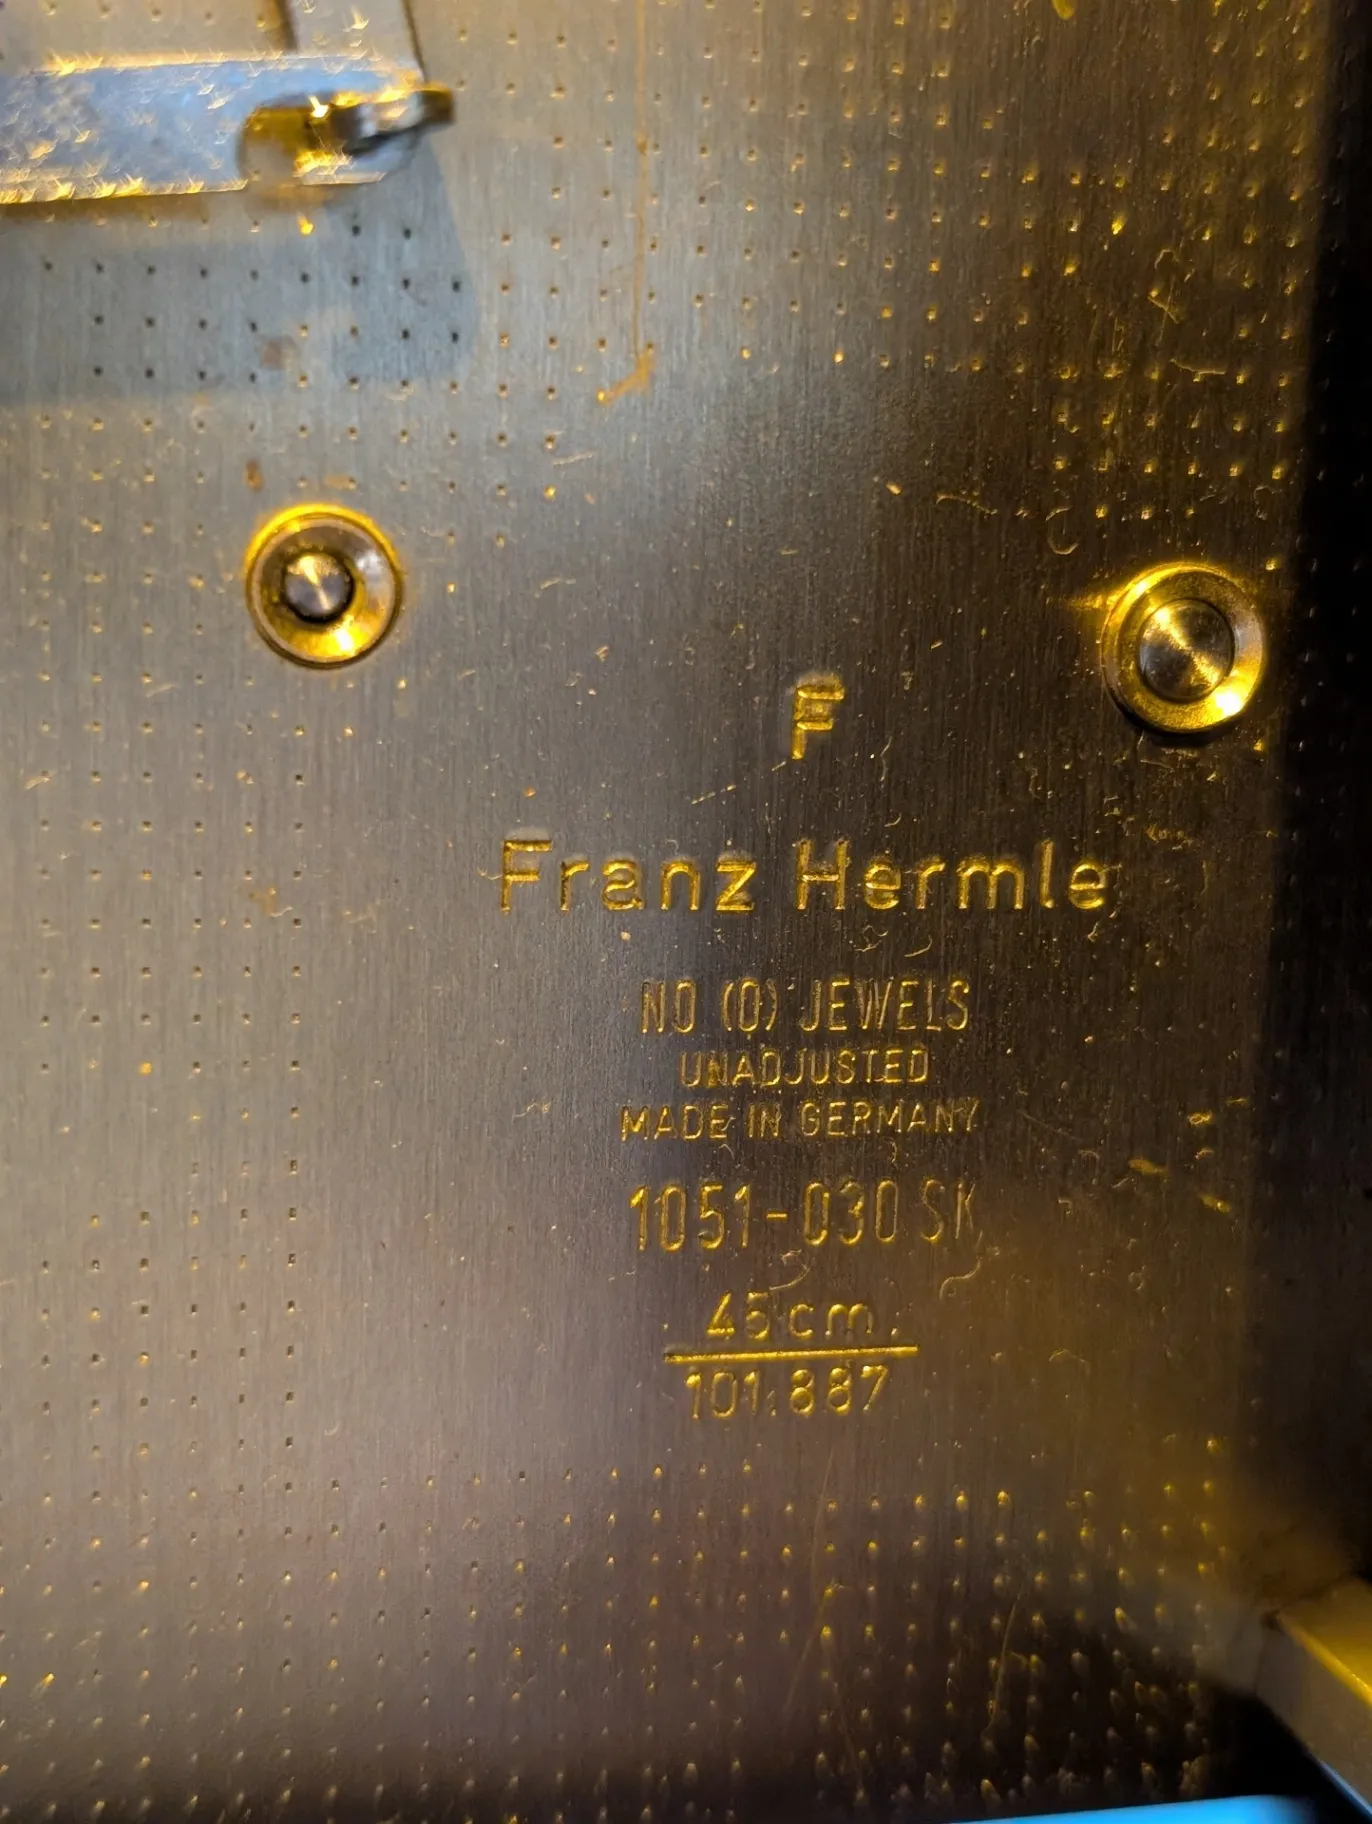 F
Franz Hermle
NO (0) JEWELS
UNADJUSTED
MADE IN GERMANY
1051-030 SK
45 cm.
101.887